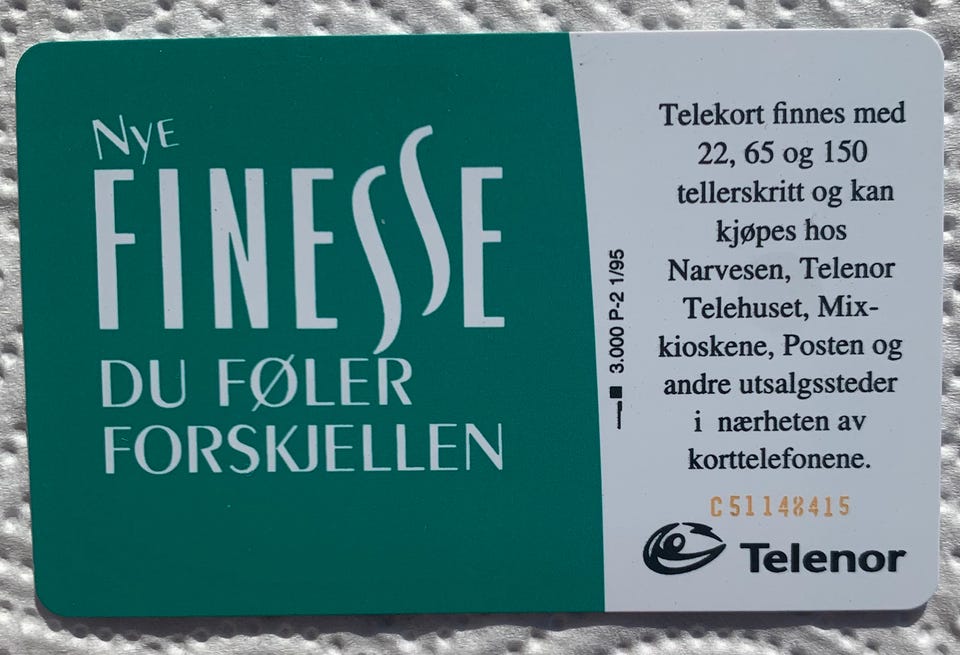 Nye
FINESSE
DU FØLER
FORSKJELLEN
3.000 P-2 1/95
Telekort finnes med
22, 65 og 150
tellerskritt og kan
kjøpes hos
Narvesen, Telenor
Telehuset, Mix-
kioskene, Posten og
andre utsalgssteder
i nærheten av
korttelefonene.
C51148415
Telenor